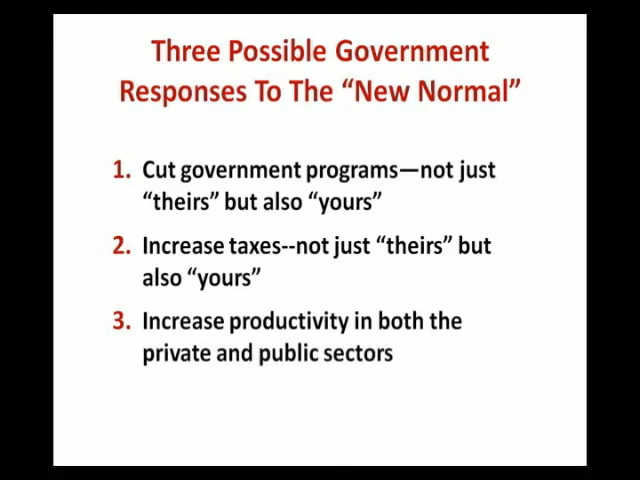 Three Possible Government
Responses To The “New Normal”
1. Cut government programs—not just
“theirs” but also “yours”
2. Increase taxes--not just “theirs” but
also “yours”
3. Increase productivity in both the
private and public sectors